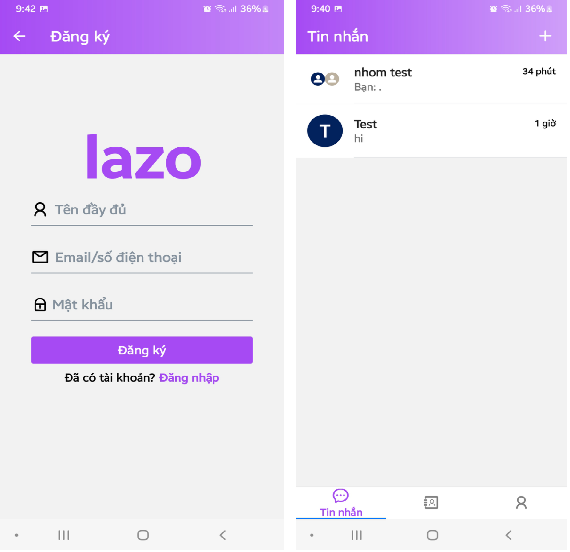 9:42 36%
Đăng ký
lazo
Tên đầy đủ
Email/số điện thoại
Mật khẩu
Đăng ký
Đã có tài khoản? Đăng nhập
9:40 36%
Tin nhắn
nhom test 34 phút
Bạn: .
T Test 1 giờ
hi
Tin nhắn